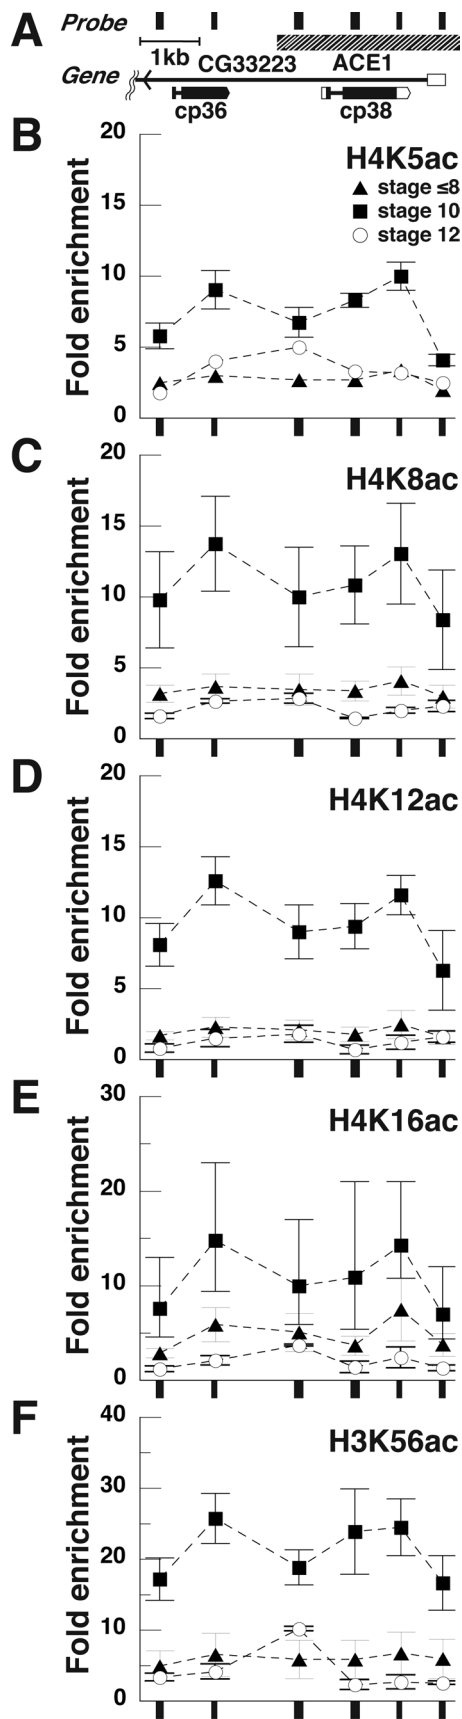 A
Probe
1kb
CG33223
ACE1
Gene
cp36
cp38
B
Fold enrichment
20
15
10
5
0
H4K5ac
stage ≤8
stage 10
stage 12
C
Fold enrichment
20
15
10
5
0
H4K8ac
D
Fold enrichment
20
15
10
5
0
H4K12ac
E
Fold enrichment
30
20
10
0
H4K16ac
F
Fold enrichment
40
30
20
10
0
H3K56ac